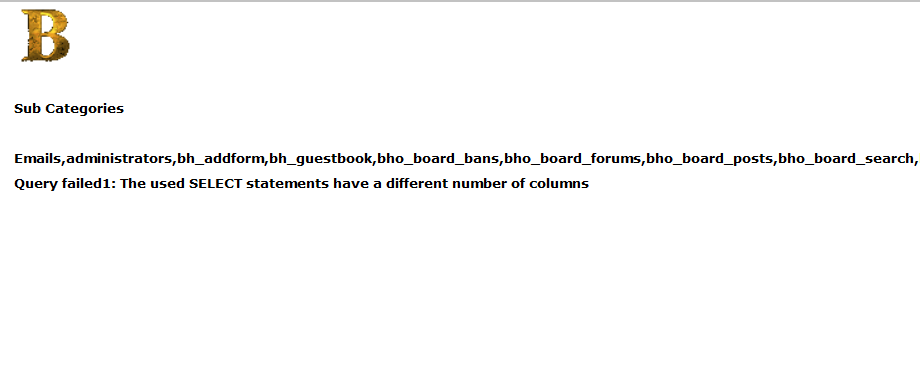 B
Sub Categories
Emails,administrators,bh_addform,bh_guestbook,bho_board_bans,bho_board_forums,bho_board_posts,bho_board_search,
Query failed1: The used SELECT statements have a different number of columns